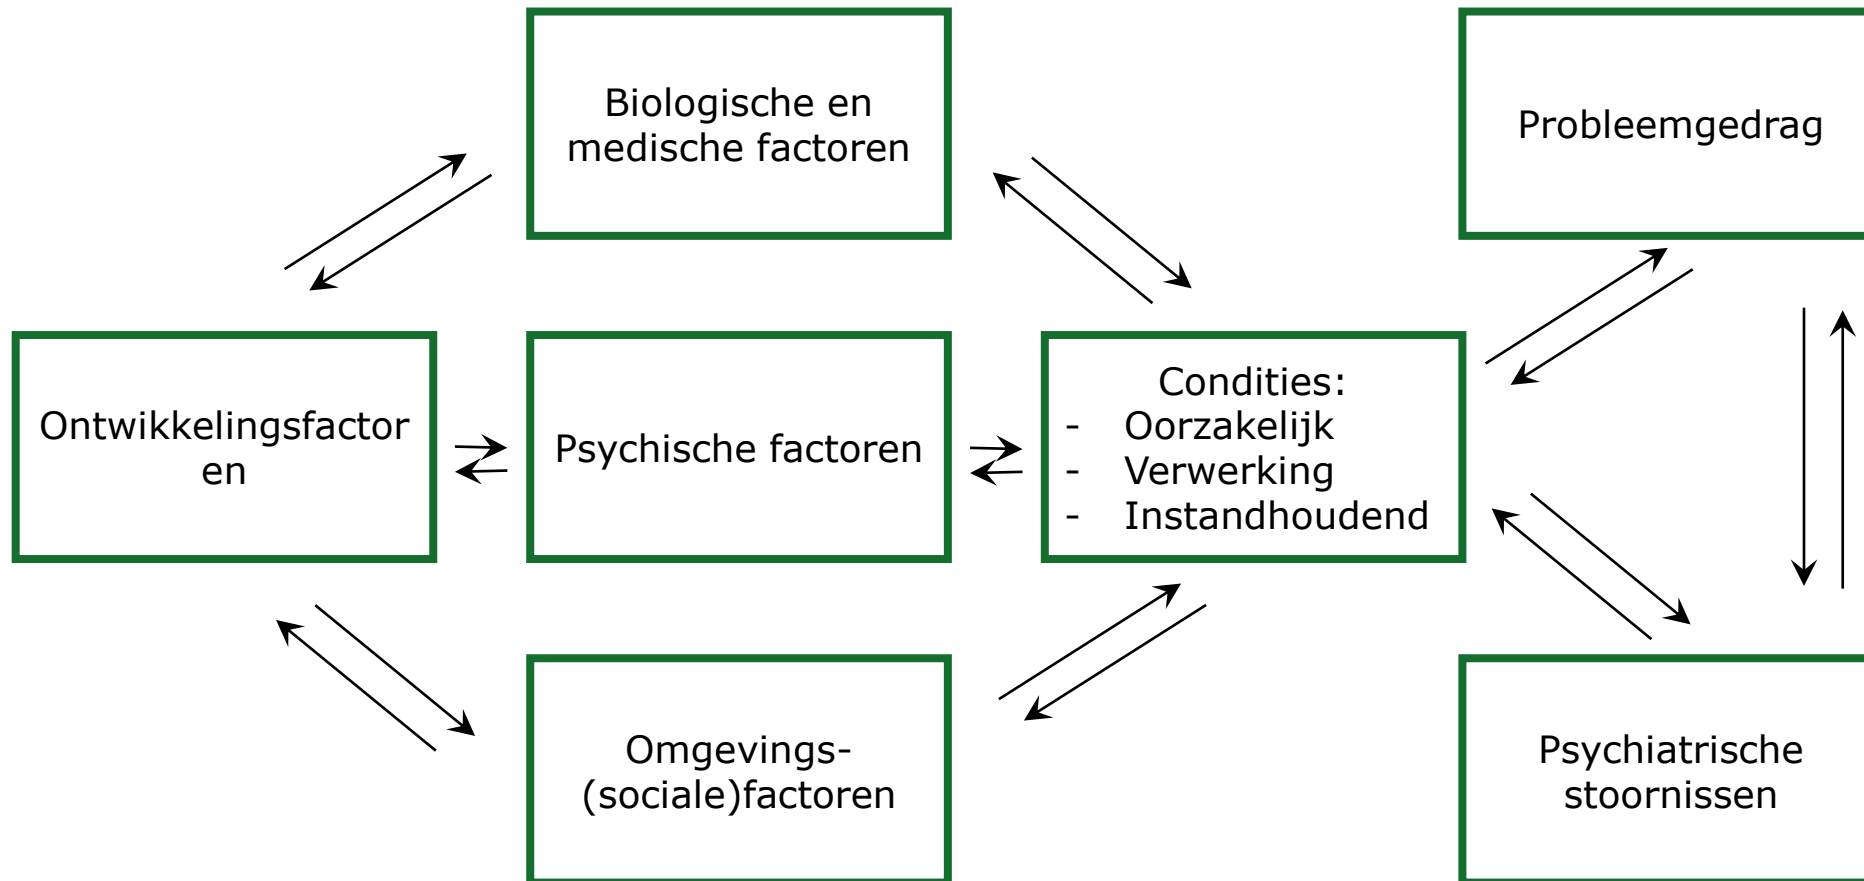 Biologische en
medische factoren
Probleemgedrag
Ontwikkelingsfactor
en
Psychische factoren
Condities:
- Oorzakelijk
- Verwerking
- Instandhoudend
Omgevings-
(sociale)factoren
Psychiatrische
stoornissen